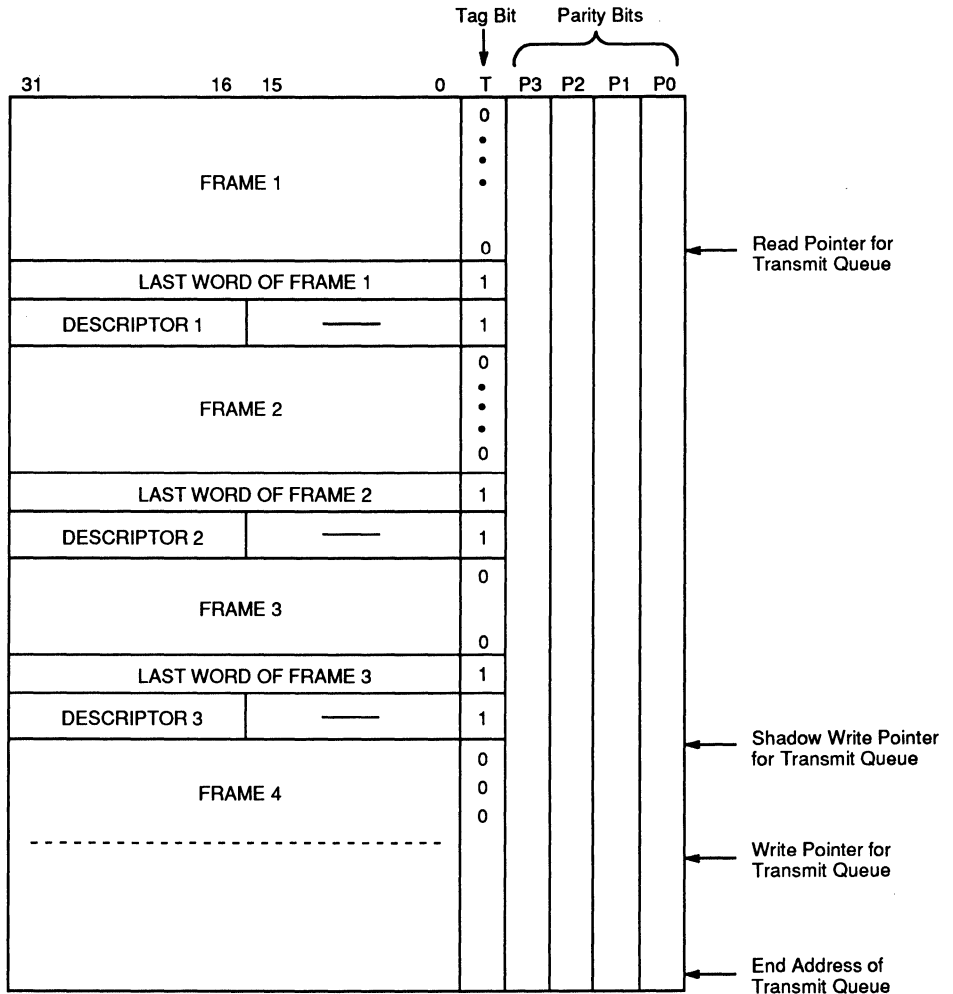 Tag Bit Parity Bits
31 16 15 0 T P3 P2 P1 P0
0
FRAME 1
0
Read Pointer for
Transmit Queue
LAST WORD OF FRAME 1 1
DESCRIPTOR 1 1
0
FRAME 2
0
LAST WORD OF FRAME 2 1
DESCRIPTOR 2 1
0
FRAME 3
0
LAST WORD OF FRAME 3 1
DESCRIPTOR 3 1
Shadow Write Pointer
for Transmit Queue
0
FRAME 4 0
0
Write Pointer for
Transmit Queue
End Address of
Transmit Queue